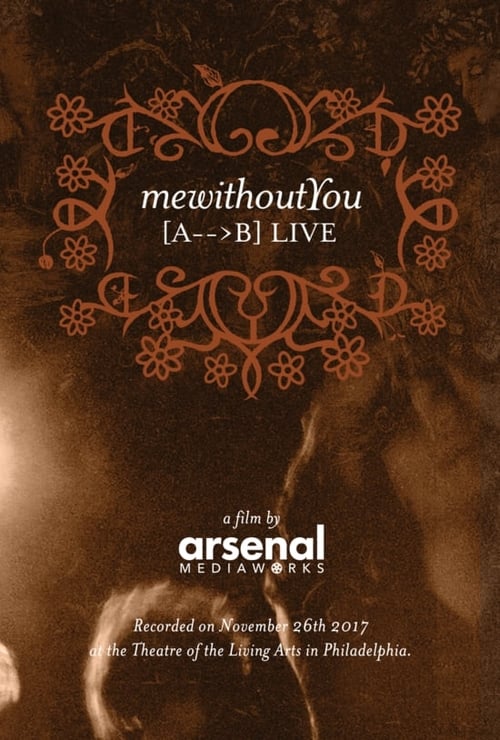 mewithoutYou
[A-->B] LIVE
a film by
arsenal
MEDIAWORKS
Recorded on November 26th 2017
at the Theatre of the Living Arts in Philadelphia.